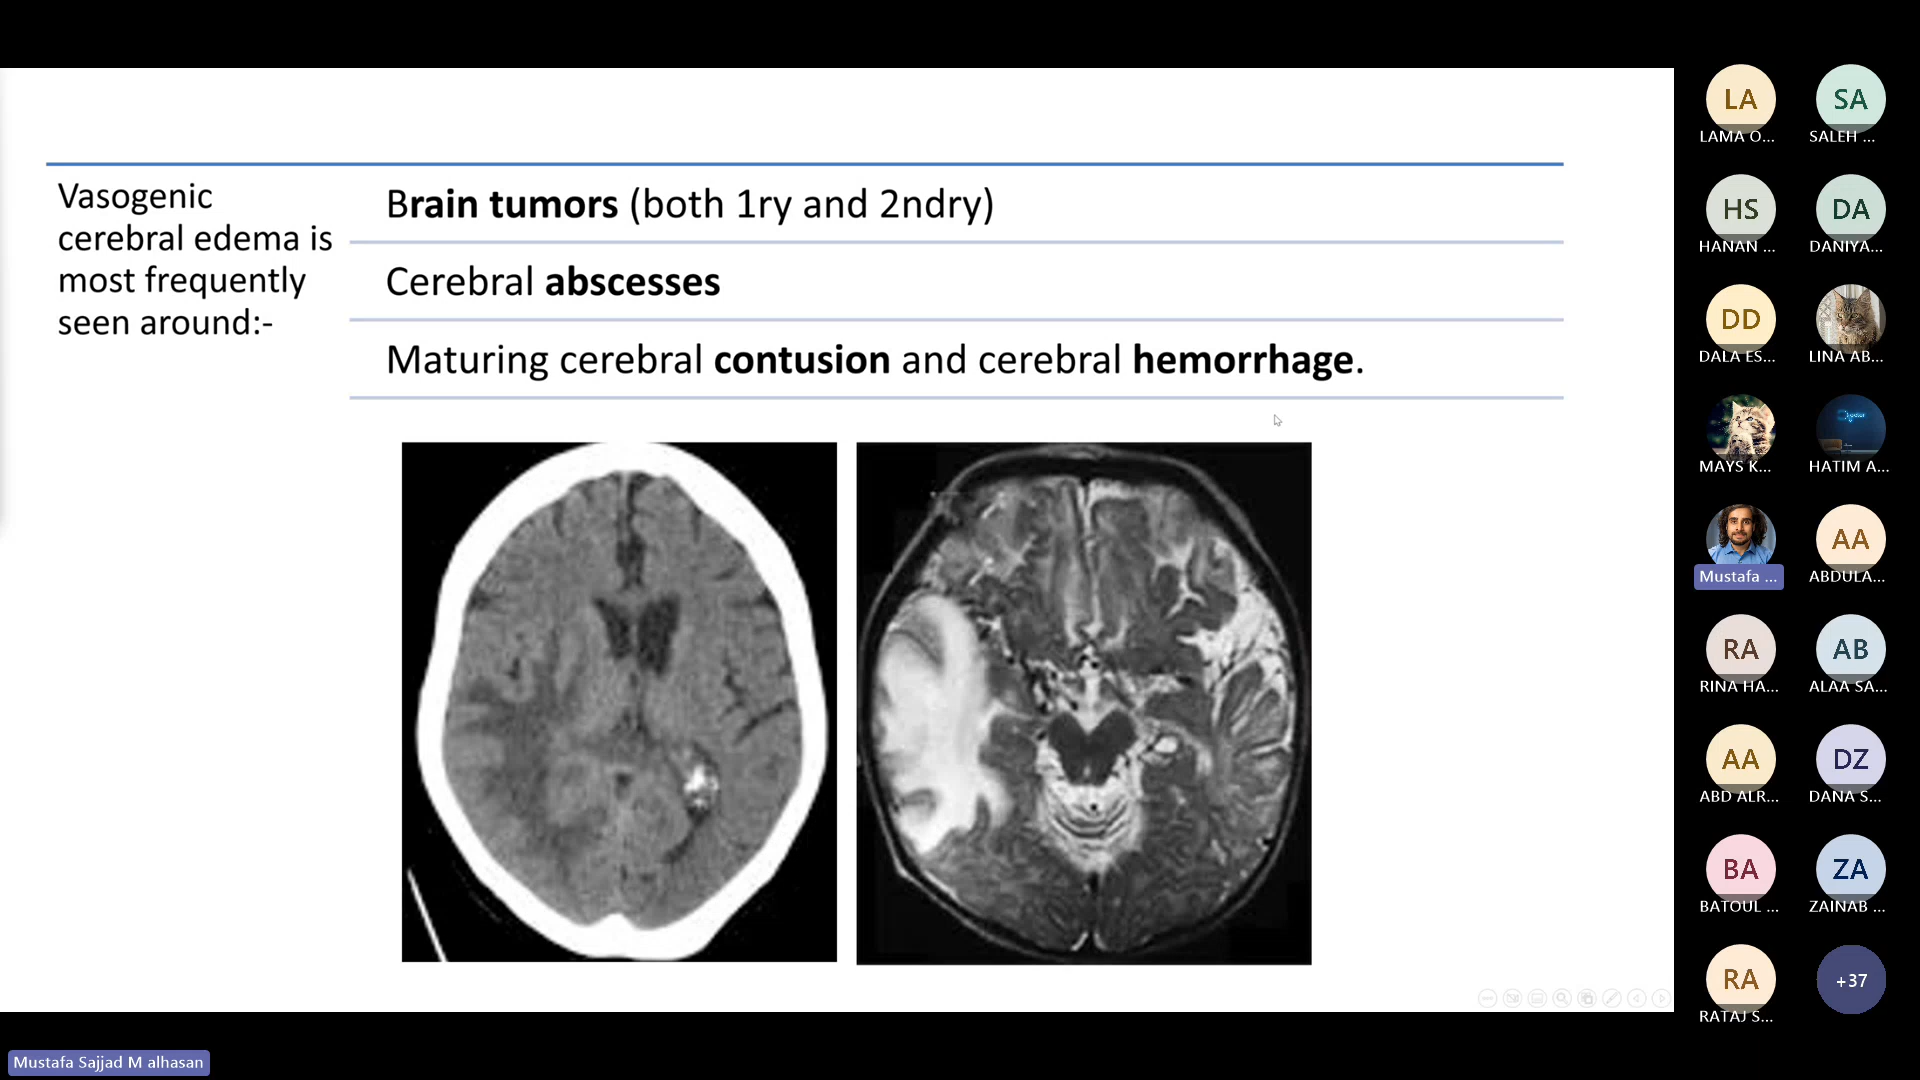 Vasogenic
cerebral edema is
most frequently
seen around:-
Brain tumors (both 1ry and 2ndry)
Cerebral abscesses
Maturing cerebral contusion and cerebral hemorrhage.
LA
LAMA O...
SA
SALEH ...
HS
HANAN ...
DA
DANIYA...
DD
DALA ES...
LINA AB...
MAYS K...
HATIM A...
Mustafa ...
AA
ABDULA...
RA
RINA HA...
AB
ALAA SA...
AA
ABD ALR...
DZ
DANA S...
BA
BATOUL ...
ZA
ZAINAB ...
RA
RATAJ S...
+37
Mustafa Sajjad M alhasan